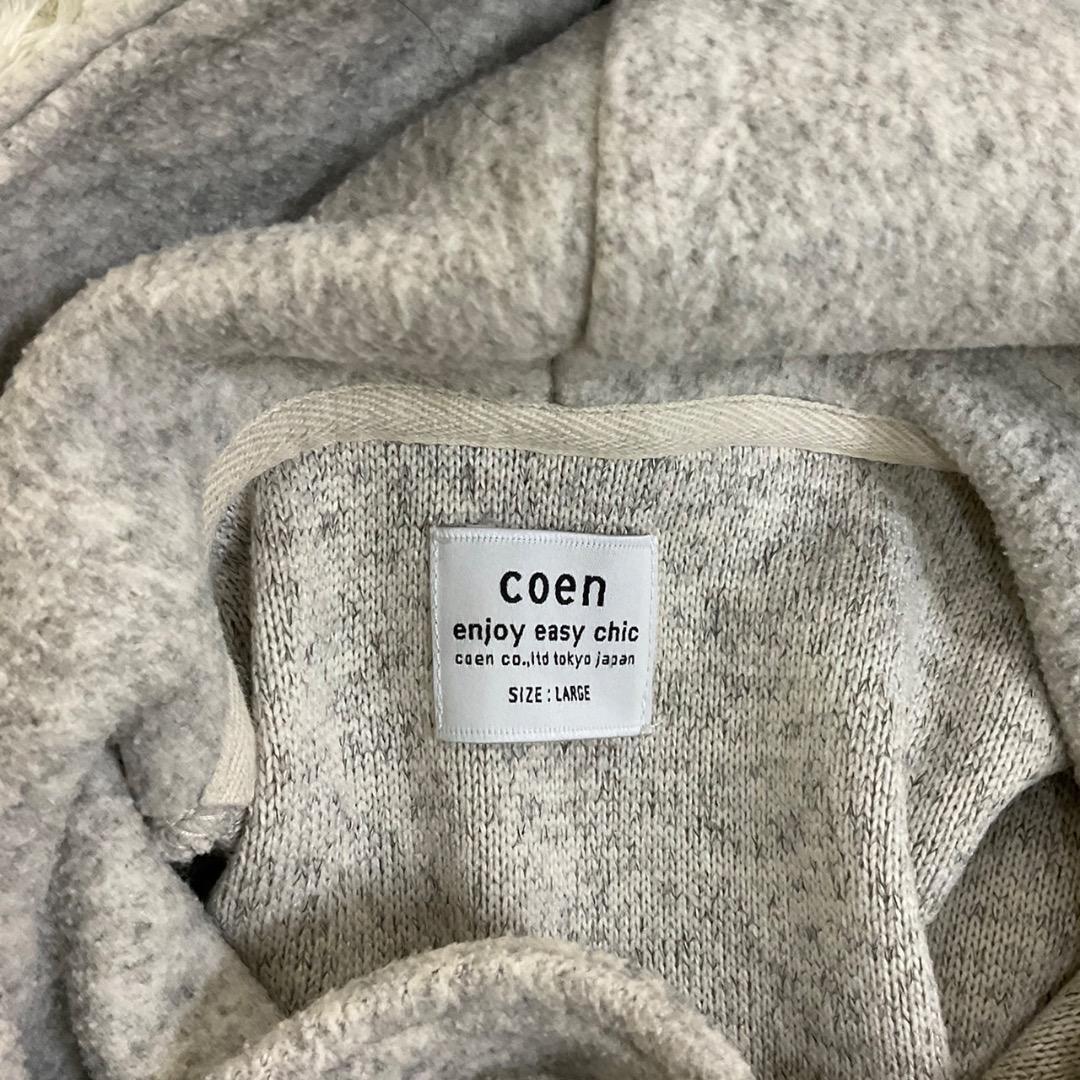 coen
enjoy easy chic
coen co.,ltd tokyo japan
SIZE : LARGE